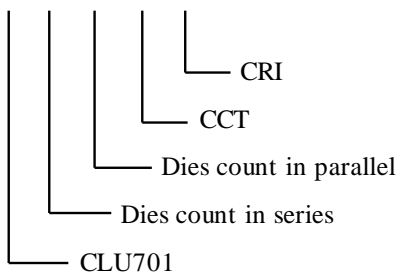 CRI
CCT
Dies count in parallel
Dies count in series
CLU701